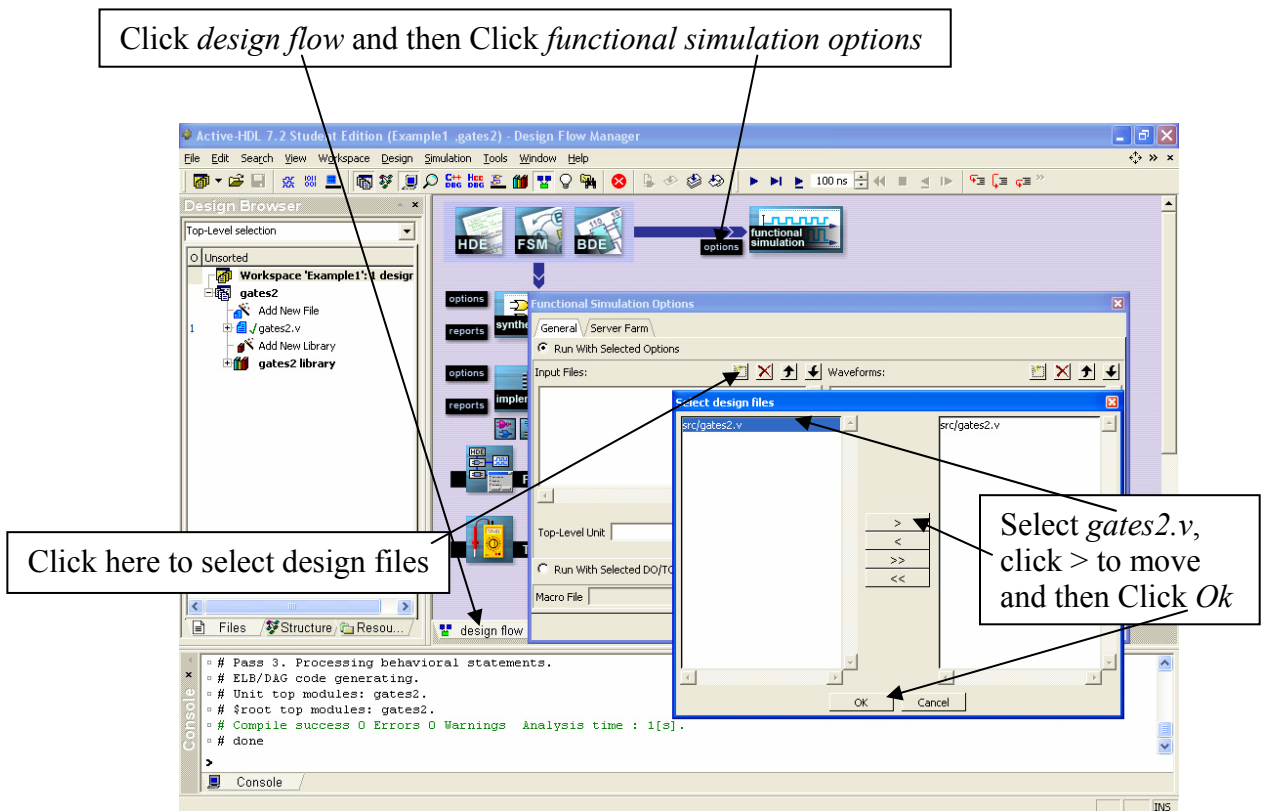 Click design flow and then Click functional simulation options
Active-HDL 7.2 Student Edition (Example1 ,gates2) - Design Flow Manager
File Edit Search View Workspace Design Simulation Tools Window Help
100 ns
Design Browser
Top-Level selection
O Unsorted
Workspace 'Example1': 1 desigr
gates2
Add New File
1 gates2.v
Add New Library
gates2 library
HDE FSM BDE options functional
simulation
options
reports synthe
options
reports impler
Functional Simulation Options
General Server Farm
Run With Selected Options
Input Files: Waveforms:
Top-Level Unit
Run With Selected DO/TC
Macro File
Select design files
src/gates2.v src/gates2.v
>
<
>>
<<
OK Cancel
Click here to select design files
Select gates2.v,
click > to move
and then Click Ok
Files Structure Resou...
design flow
# Pass 3. Processing behavioral statements.
# ELB/DAG code generating.
# Unit top modules: gates2.
# $root top modules: gates2.
# Compile success 0 Errors 0 Warnings Analysis time : 1[s].
# done
>
Console
Console
INS